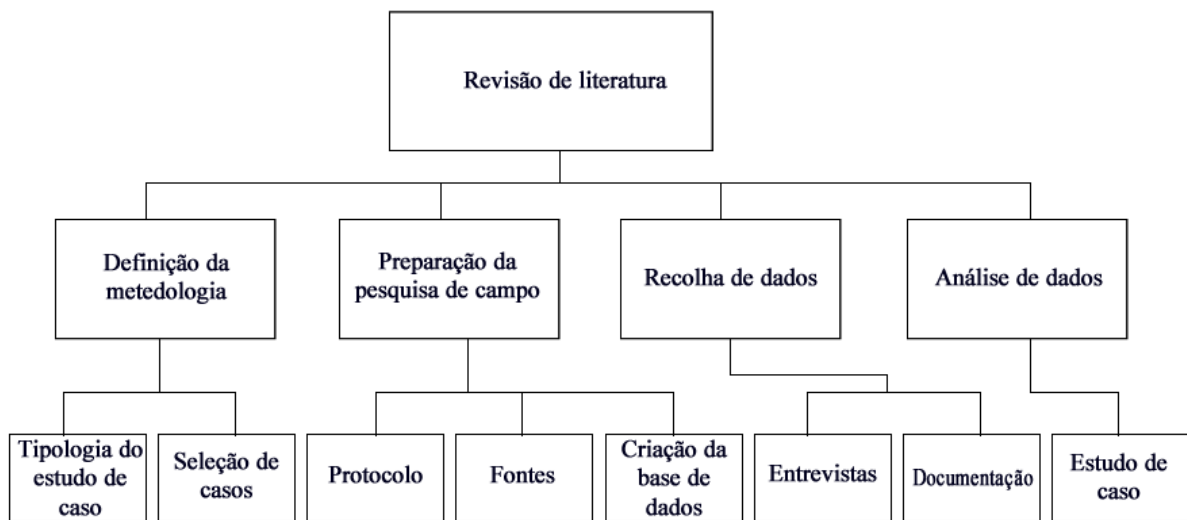 Revisão de literatura
Definição da
metedologia
Preparação da
pesquisa de campo
Recolha de dados
Análise de dados
Tipologia do
estudo de
caso
Seleção de
casos
Protocolo
Fontes
Criação da
base de
dados
Entrevistas
Documentação
Estudo de
caso